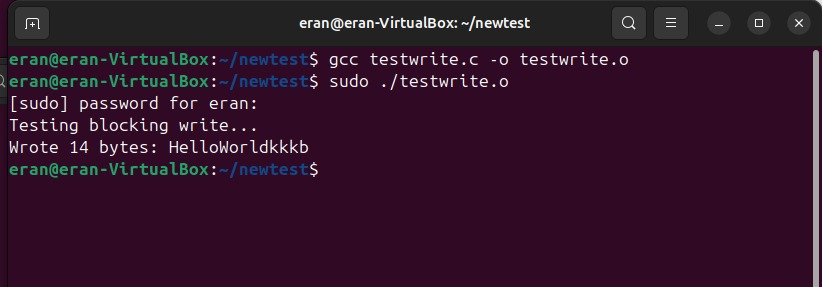 eran@eran-VirtualBox: ~/newtest
eran@eran-VirtualBox:~/newtest$ gcc testwrite.c -o testwrite.o
eran@eran-VirtualBox:~/newtest$ sudo ./testwrite.o
[sudo] password for eran:
Testing blocking write...
Wrote 14 bytes: HelloWorldkkkb
eran@eran-VirtualBox:~/newtest$